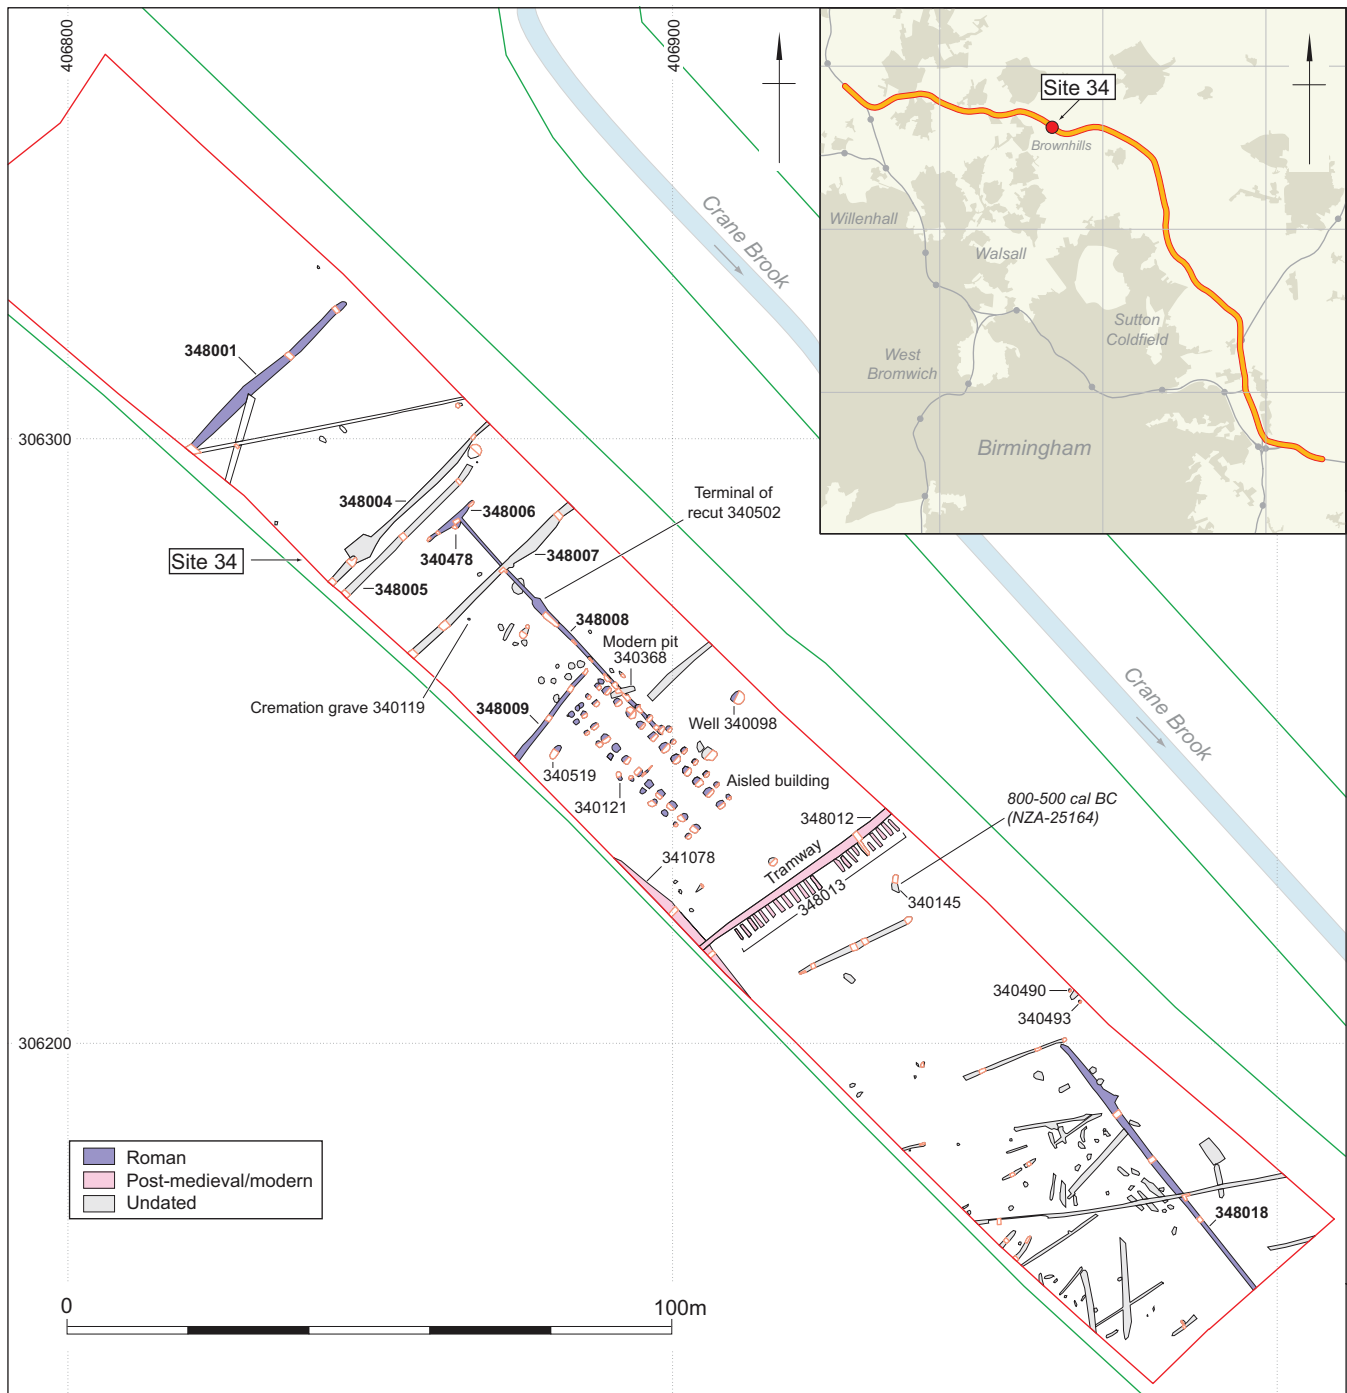 406800
406900
Site 34
Brownhills
Willenhall
Walsall
Sutton
Coldfield
West
Bromwich
Birmingham
Crane Brook
348001
306300
Terminal of
recut 340502
348004
348006
340478
348007
Site 34
348005
348008
Modern pit
340368
Cremation grave 340119
348009
Well 340098
Crane Brook
340519
Aisled building
340121
800-500 cal BC
(NZA-25164)
348012
Tramway
341078
348013
340145
340490
340493
306200
Roman
Post-medieval/modern
Undated
348018
0
100m